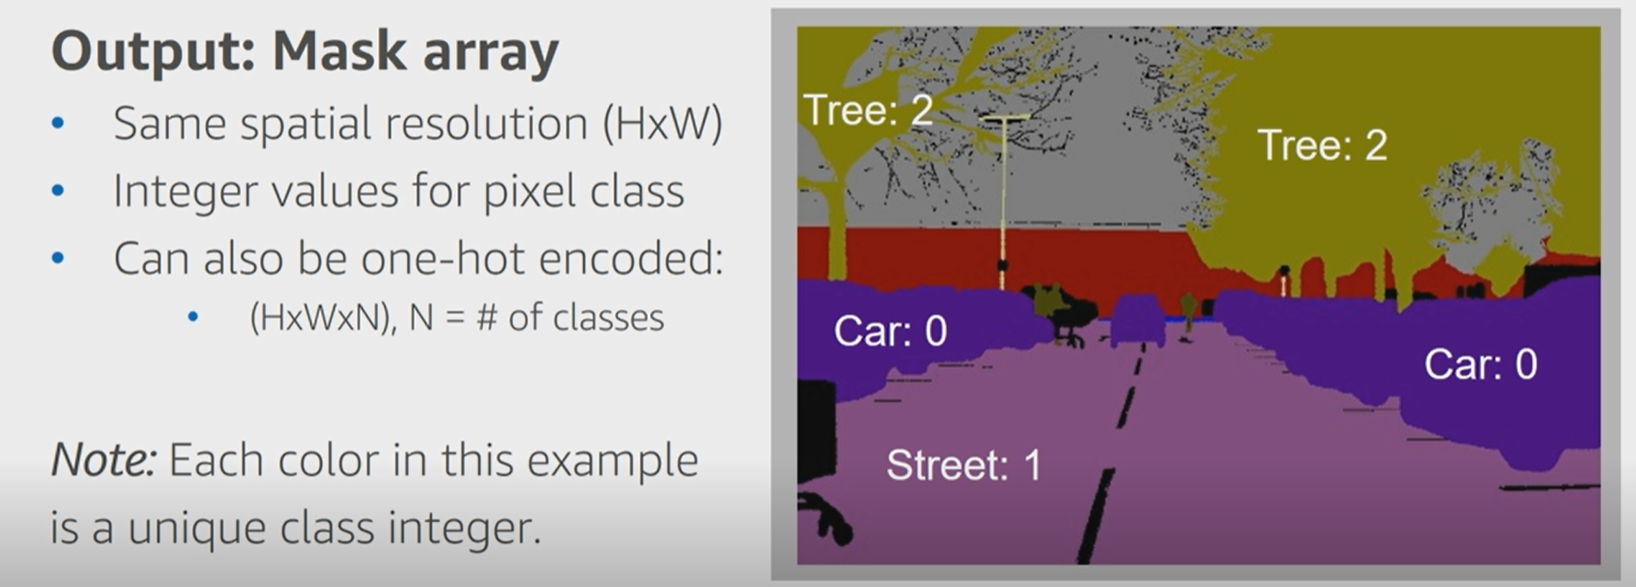 Output: Mask array
• Same spatial resolution (HxW)
• Integer values for pixel class
• Can also be one-hot encoded:
• (HxWxN), N = # of classes
Note: Each color in this example
is a unique class integer.
Tree: 2
Tree: 2
Car: 0
Car: 0
Street: 1